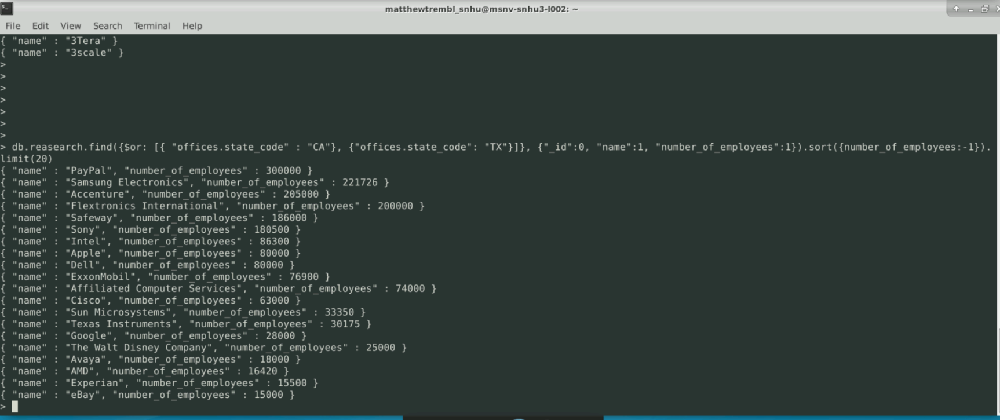 matthewtrembl_snhu@msnv-snhu3-l002: ~
File Edit View Search Terminal Help
{ "name" : "3Tera" }
{ "name" : "3scale" }
>
>
>
>
>
>
>
> db.reasearch.find({$or: [{ "offices.state_code" : "CA"}, {"offices.state_code": "TX"}]}, {"_id":0, "name":1, "number_of_employees":1}).sort({number_of_employees:-1}).
limit(20)
{ "name" : "PayPal", "number_of_employees" : 300000 }
{ "name" : "Samsung Electronics", "number_of_employees" : 221726 }
{ "name" : "Accenture", "number_of_employees" : 205000 }
{ "name" : "Flextronics International", "number_of_employees" : 200000 }
{ "name" : "Safeway", "number_of_employees" : 186000 }
{ "name" : "Sony", "number_of_employees" : 180500 }
{ "name" : "Intel", "number_of_employees" : 86300 }
{ "name" : "Apple", "number_of_employees" : 80000 }
{ "name" : "Dell", "number_of_employees" : 80000 }
{ "name" : "ExxonMobil", "number_of_employees" : 76900 }
{ "name" : "Affiliated Computer Services", "number_of_employees" : 74000 }
{ "name" : "Cisco", "number_of_employees" : 63000 }
{ "name" : "Sun Microsystems", "number_of_employees" : 33350 }
{ "name" : "Texas Instruments", "number_of_employees" : 30175 }
{ "name" : "Google", "number_of_employees" : 28000 }
{ "name" : "The Walt Disney Company", "number_of_employees" : 25000 }
{ "name" : "Avaya", "number_of_employees" : 18000 }
{ "name" : "AMD", "number_of_employees" : 16420 }
{ "name" : "Experian", "number_of_employees" : 15500 }
{ "name" : "eBay", "number_of_employees" : 15000 }
>